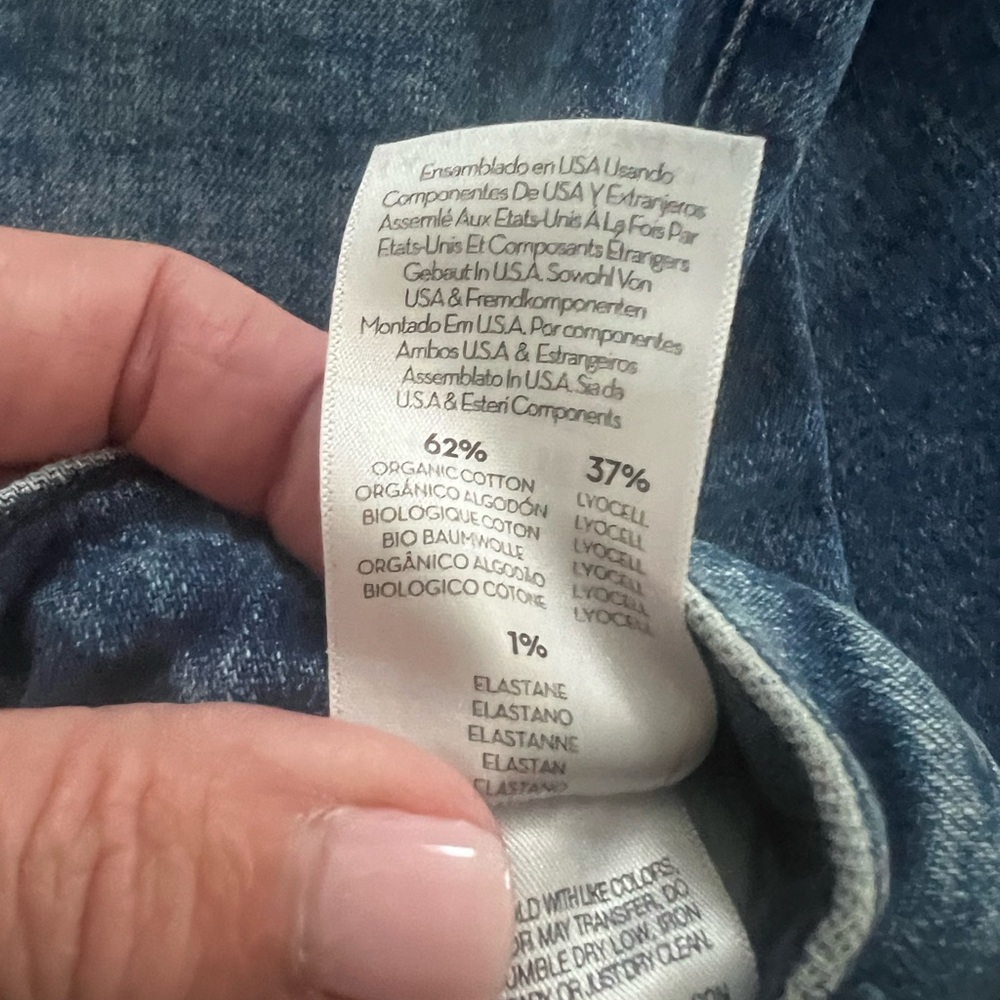 Ensamblado en USA Usando
Componentes De USA Y Extranjeros
Assemlé Aux Etats-Unis À La Fois Par
Etats-Unis Et Composants Etrangers
Gebaut In U.S.A. Sowohl Von
USA & Fremdkomponenten
Montado Em U.S.A. Por componentes
Ambos U.S.A & Estrangeiros
Assemblato In U.S.A. Sia da
U.S.A & Esteri Components
62%
ORGANIC COTTON
ORGÁNICO ALGODÓN
BIOLOGIQUE COTON
BIO BAUMWOLLE
ORGÂNICO ALGODÃO
BIOLOGICO COTONE
37%
LYOCELL
LYOCELL
LYOCELL
LYOCELL
LYOCELL
LYOCELL
1%
ELASTANE
ELASTANO
ELASTANNE
ELASTAN
ELASTANO
WITH LIKE COLORS,
MAY TRANSFER. DO
DRY LOW. IRON
OR JUST DRY CLEAN.